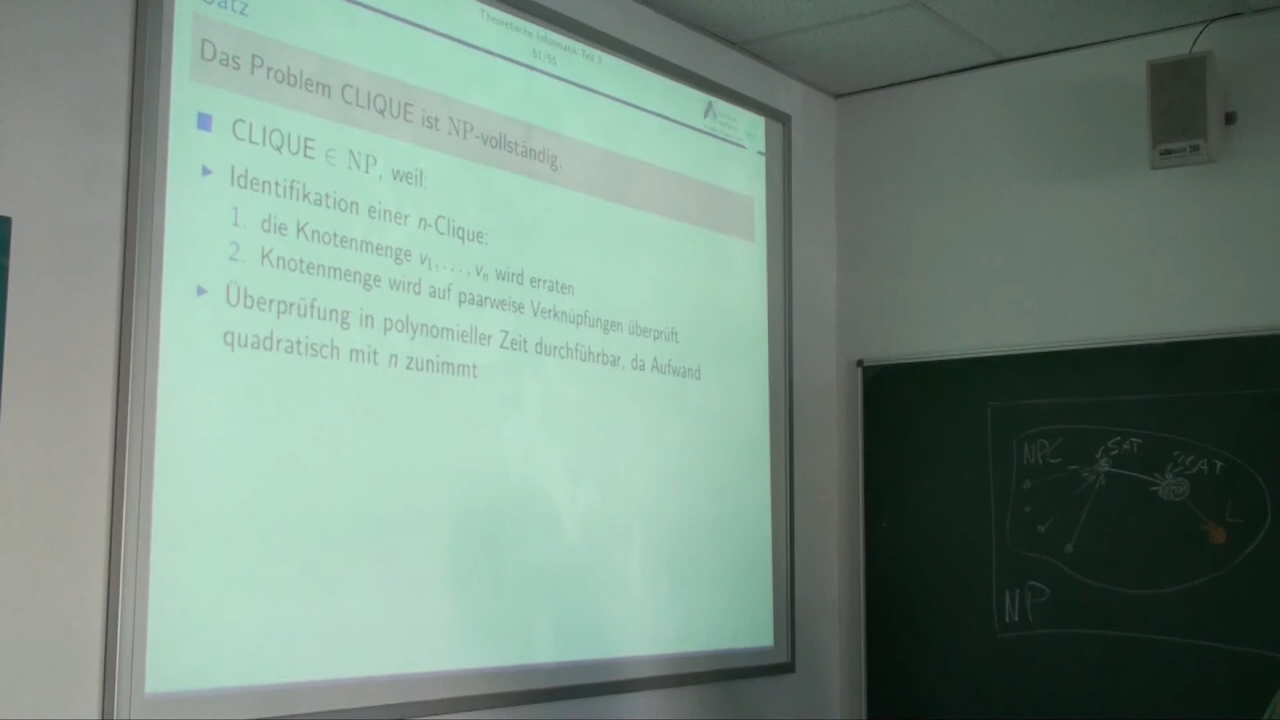 Satz
Theoretische Informatik Teil 3
51/55
Das Problem CLIQUE ist NP-vollständig.
CLIQUE ∈ NP, weil:
Identifikation einer n-Clique:
1. die Knotenmenge v₁, . . . , vₙ wird erraten
2. Knotenmenge wird auf paarweise Verknüpfungen überprüft
Überprüfung in polynomieller Zeit durchführbar, da Aufwand
quadratisch mit n zunimmt
NPC
SAT
3SAT
L
NP